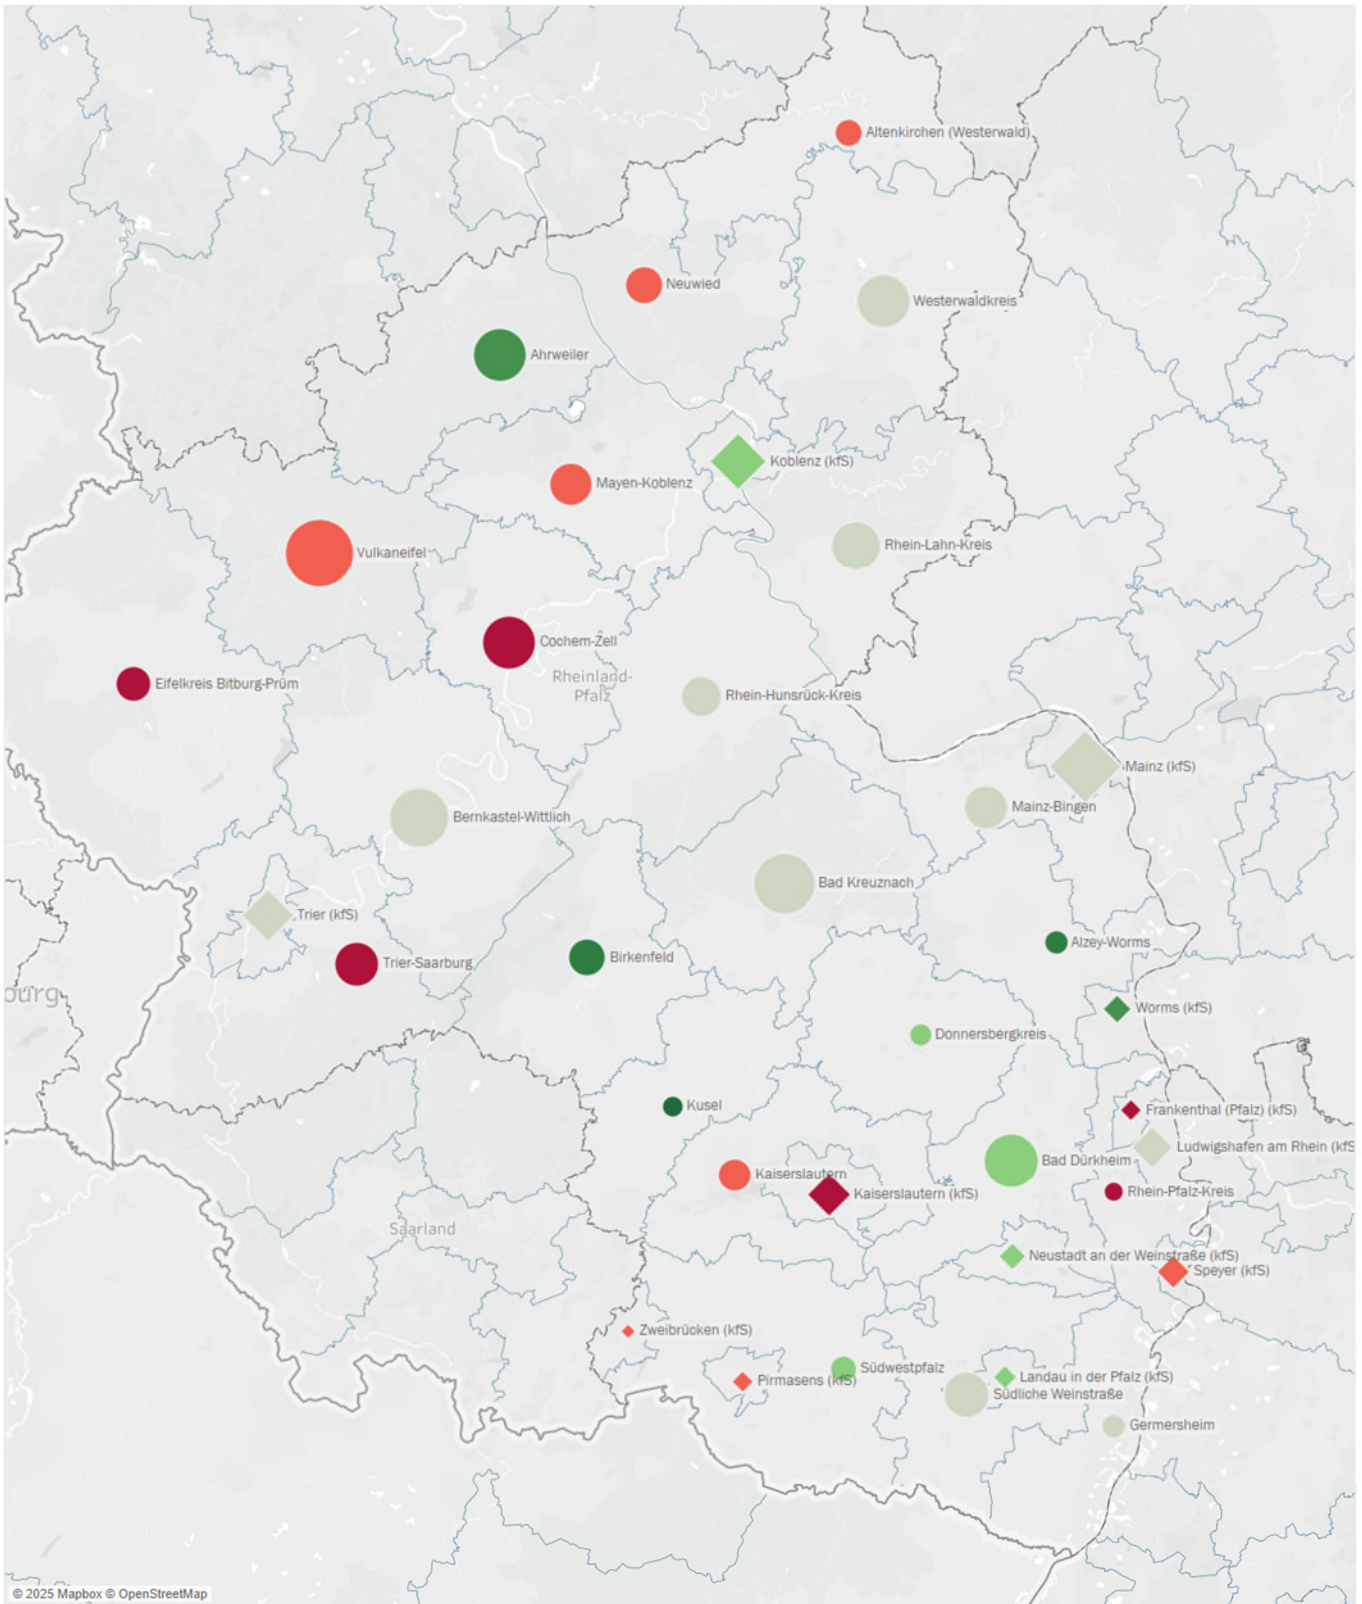 Altenkirchen (Westerwald)
Neuwied
Westerwaldkreis
Ahrweiler
Koblenz (kfS)
Mayen-Koblenz
Rhein-Lahn-Kreis
Vulkaneifel
Cochem-Zell
Rheinland-
Pfalz
Eifelkreis Bitburg-Prüm
Rhein-Hunsrück-Kreis
Mainz (kfS)
Mainz-Bingen
Bernkastel-Wittlich
Bad Kreuznach
Trier (kfS)
Alzey-Worms
Birkenfeld
Trier-Saarburg
burg
Worms (kfS)
Donnersbergkreis
Kusel
Frankenthal (Pfalz) (kfS)
Ludwigshafen am Rhein (kfS
Bad Dürkheim
Kaiserslautern
Rhein-Pfalz-Kreis
Kaiserslautern (kfS)
Saarland
Neustadt an der Weinstraße (kfS)
Speyer (kfS)
Zweibrücken (kfS)
Südwestpfalz
Landau in der Pfalz (kfS)
Pirmasens (kfS)
Südliche Weinstraße
Germersheim
© 2025 Mapbox © OpenStreetMap